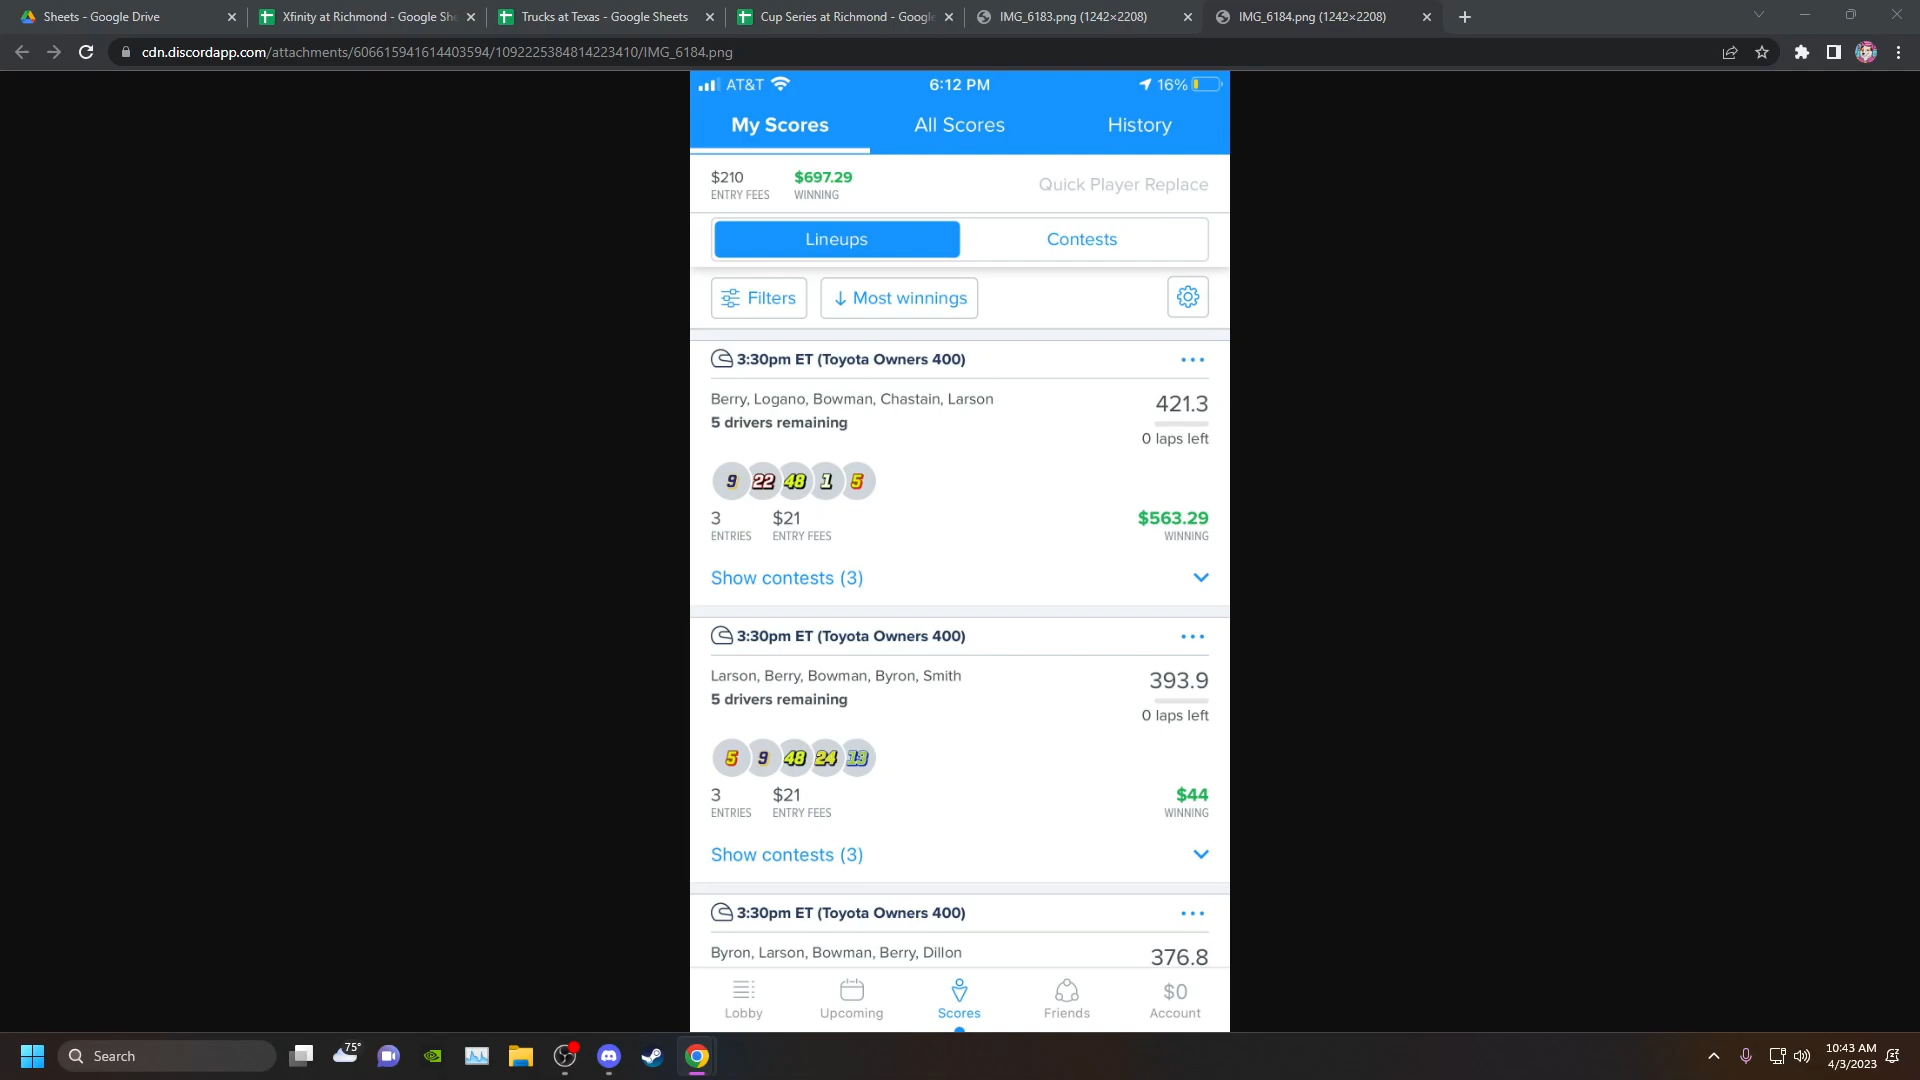 Sheets - Google Drive
Xfinity at Richmond - Google She
Trucks at Texas - Google Sheets
Cup Series at Richmond - Google
IMG_6183.png (1242×2208)
IMG_6184.png (1242×2208)
cdn.discordapp.com/attachments/606615941614403594/1092225384814223410/IMG_6184.png
AT&T
6:12 PM
16%
My Scores
All Scores
History
$210
$697.29
Quick Player Replace
ENTRY FEES
WINNING
Lineups
Contests
Filters
Most winnings
3:30pm ET (Toyota Owners 400)
Berry, Logano, Bowman, Chastain, Larson
421.3
5 drivers remaining
0 laps left
9 22 48 1 5
3
$21
$563.29
ENTRIES
ENTRY FEES
WINNING
Show contests (3)
3:30pm ET (Toyota Owners 400)
Larson, Berry, Bowman, Byron, Smith
393.9
5 drivers remaining
0 laps left
5 9 48 24 13
3
$21
$44
ENTRIES
ENTRY FEES
WINNING
Show contests (3)
3:30pm ET (Toyota Owners 400)
Byron, Larson, Bowman, Berry, Dillon
376.8
$0
Lobby
Upcoming
Scores
Friends
Account
Search
75°
10:43 AM
4/3/2023